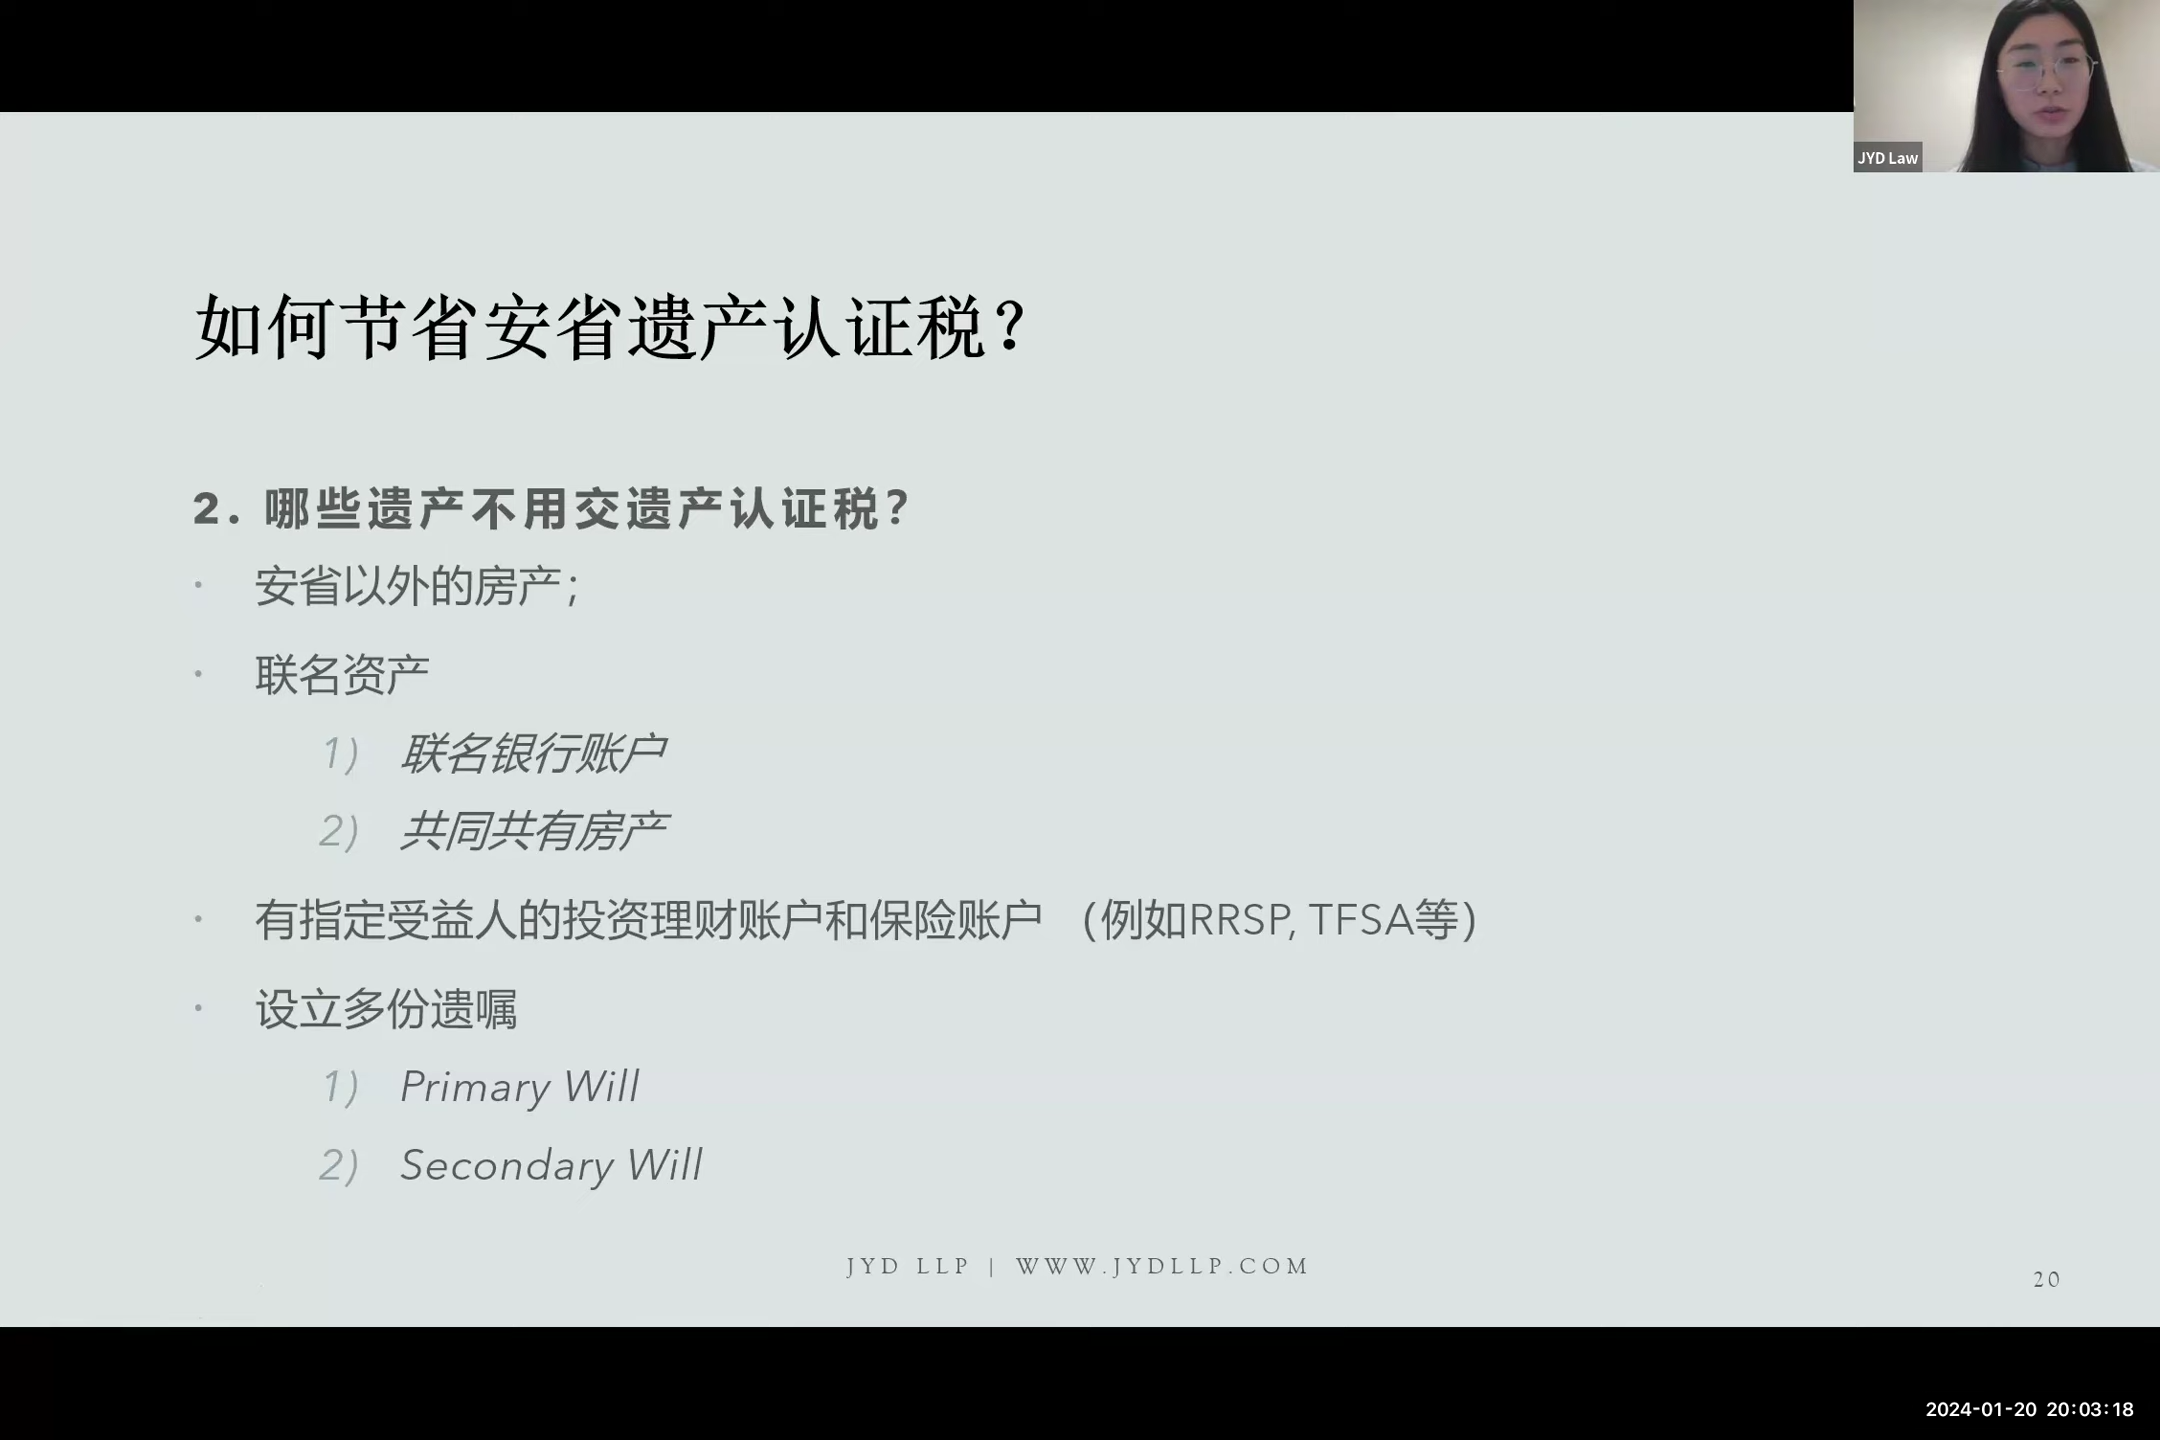 JYD Law
如何节省安省遗产认证税？
2. 哪些遗产不用交遗产认证税？
· 安省以外的房产；
· 联名资产
1) 联名银行账户
2) 共同共有房产
· 有指定受益人的投资理财账户和保险账户 （例如RRSP, TFSA等）
· 设立多份遗嘱
1) Primary Will
2) Secondary Will
JYD LLP | WWW.JYDLLP.COM
20
2024-01-20 20:03:18